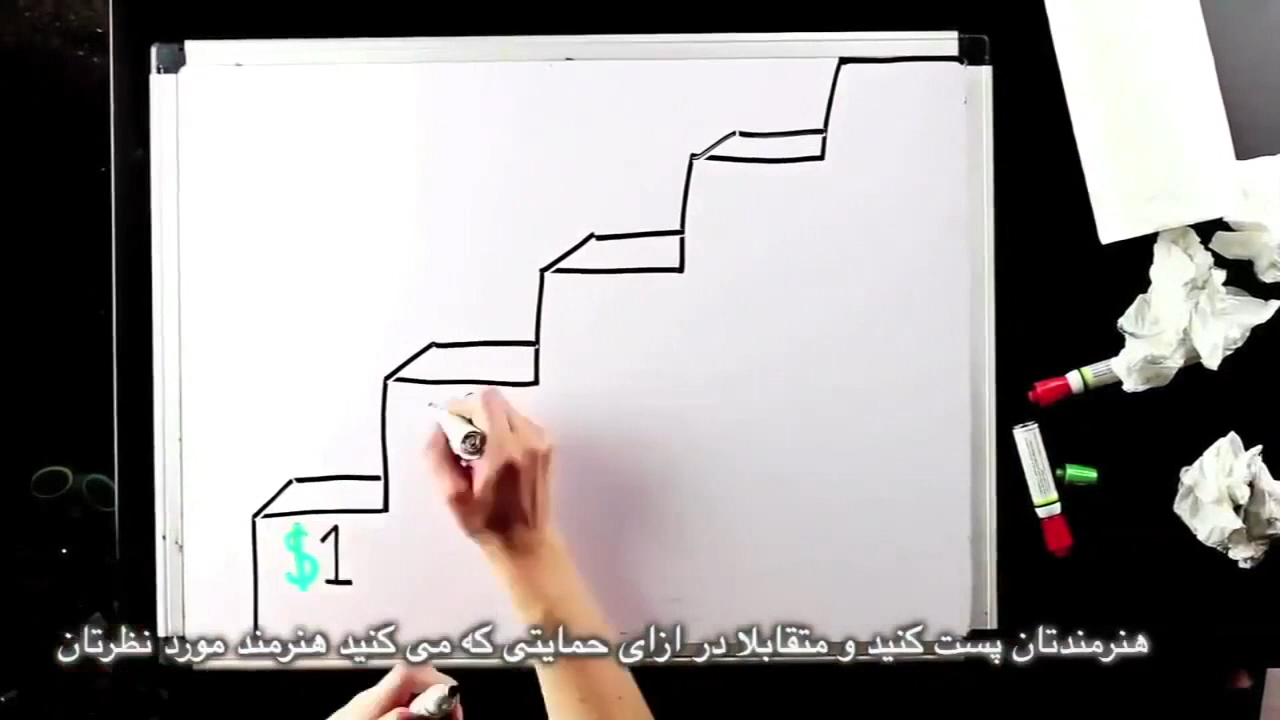 $1
هنرمندتان پست کنید و متقابلا در ازای حمایتی که می کنید هنرمند مورد نظرتان